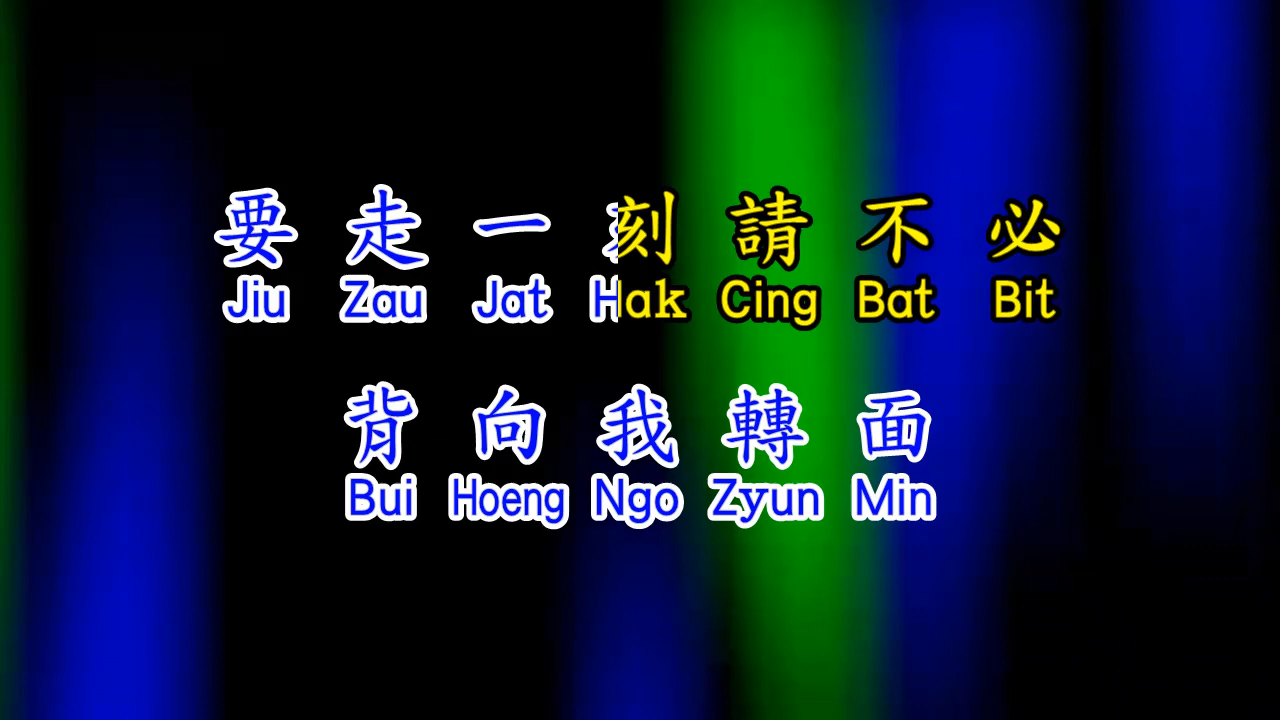 要 走 一 刻 請 不 必
Jiu Zau Jat Hak Cing Bat Bit
背 向 我 轉 面
Bui Hoeng Ngo Zyun Min